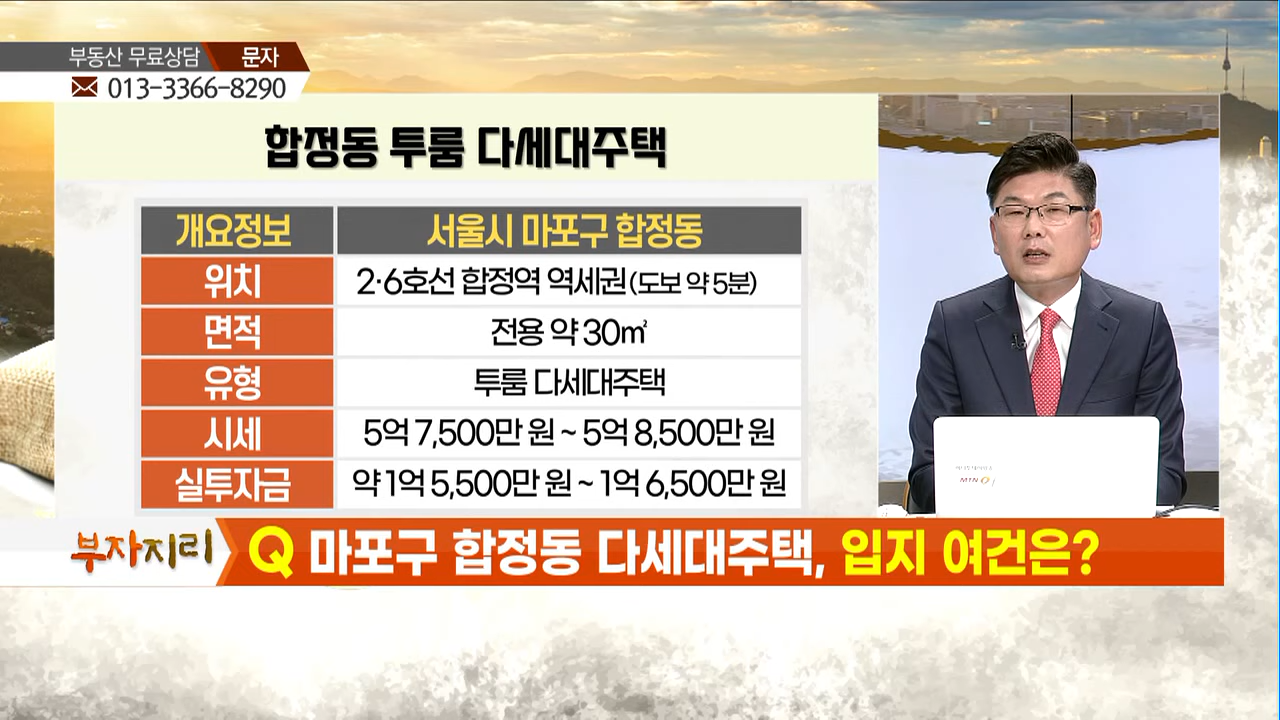 부동산 무료상담 문자
013-3366-8290
합정동 투룸 다세대주택
개요정보 서울시 마포구 합정동
위치 2·6호선 합정역 역세권(도보 약 5분)
면적 전용 약 30㎡
유형 투룸 다세대주택
시세 5억 7,500만 원 ~ 5억 8,500만 원
실투자금 약 1억 5,500만 원 ~ 1억 6,500만 원
MTN
부자지리 Q 마포구 합정동 다세대주택, 입지 여건은?